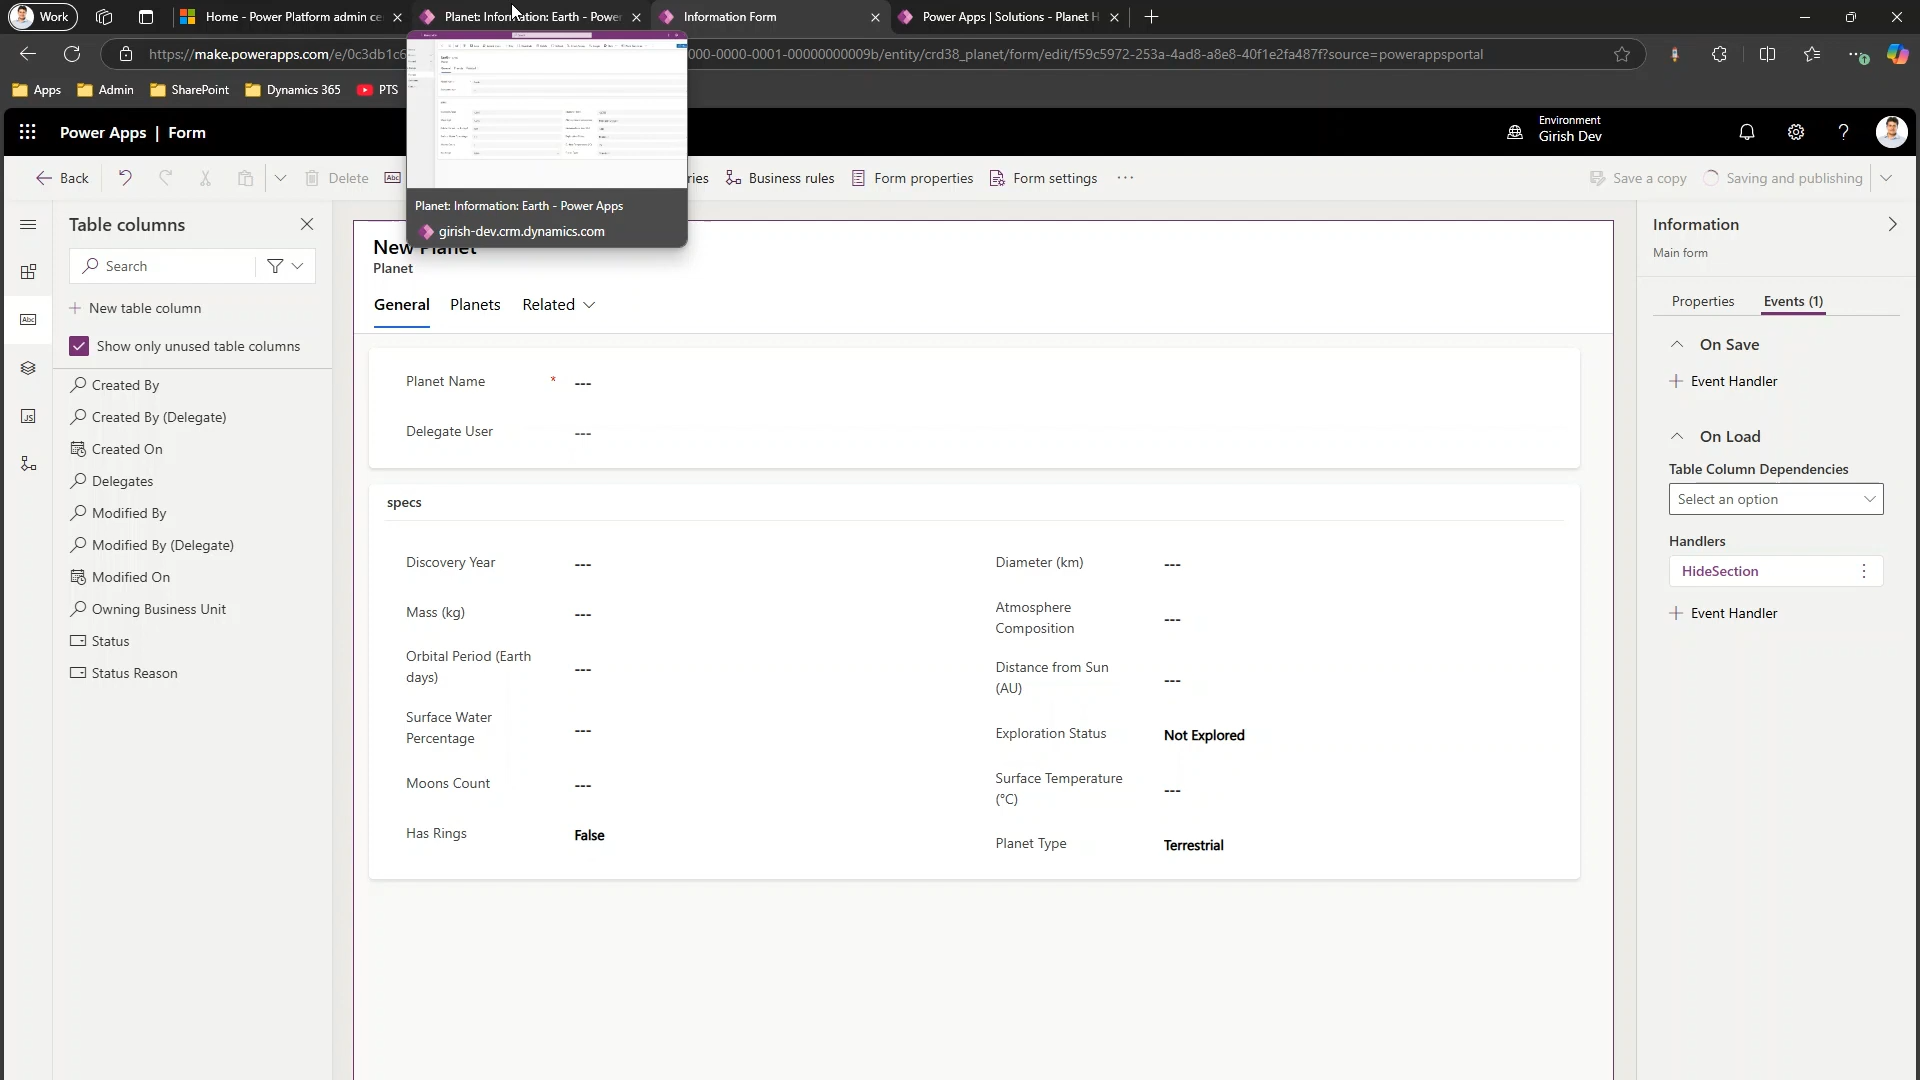 Work
Home - Power Platform admin ce
Planet: Information: Earth - Power
Information Form
Power Apps | Solutions - Planet H
https://make.powerapps.com/e/0c3db1c6
000-0000-0001-00000000009b/entity/crd38_planet/form/edit/f59c5972-253a-4ad8-a8e8-40f1e2fa487f?source=powerappsportal
Apps
Admin
SharePoint
Dynamics 365
PTS
Power Apps | Form
Environment
Girish Dev
Back
Delete
Abc
ries
Business rules
Form properties
Form settings
Save a copy
Saving and publishing
Planet: Information: Earth - Power Apps
girish-dev.crm.dynamics.com
Table columns
Search
New table column
Abc
Show only unused table columns
Created By
Created By (Delegate)
JS
Created On
Delegates
Modified By
Modified By (Delegate)
Modified On
Owning Business Unit
Status
Status Reason
New Planet
Planet
General
Planets
Related
Planet Name
*
---
Delegate User
---
specs
Discovery Year
---
Mass (kg)
---
Orbital Period (Earth
days)
---
Surface Water
Percentage
---
Moons Count
---
Has Rings
False
Diameter (km)
---
Atmosphere
Composition
---
Distance from Sun
(AU)
---
Exploration Status
Not Explored
Surface Temperature
(°C)
---
Planet Type
Terrestrial
Information
Main form
Properties
Events (1)
On Save
Event Handler
On Load
Table Column Dependencies
Select an option
Handlers
HideSection
Event Handler